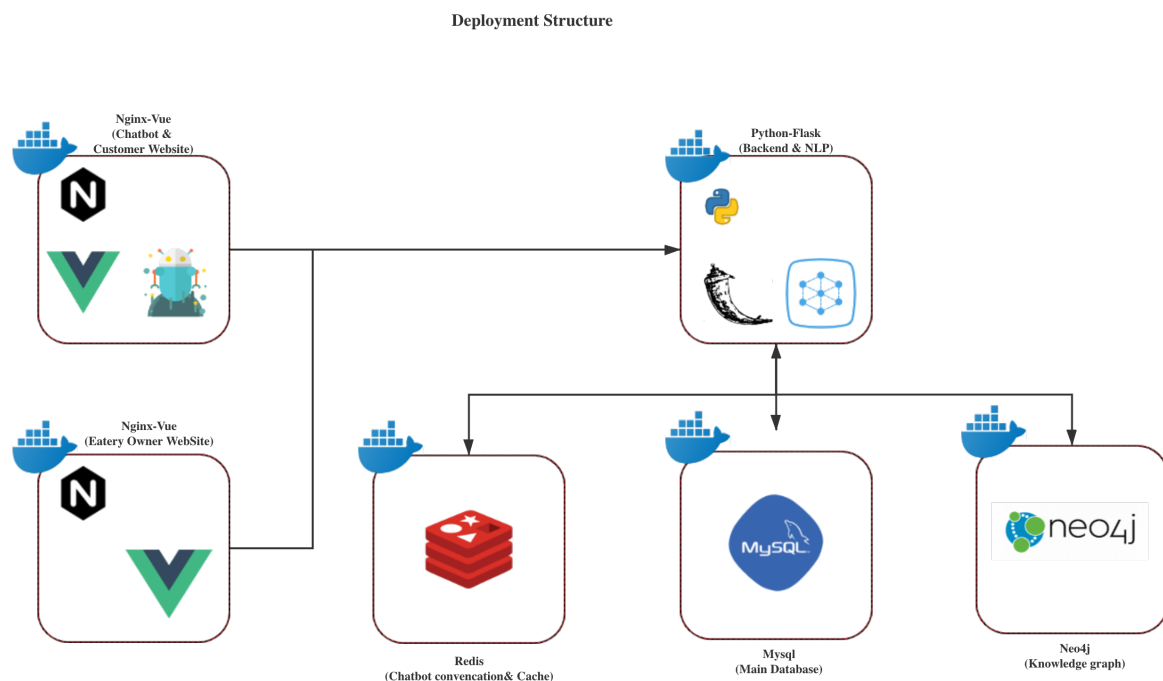 Deployment Structure
Nginx-Vue
(Chatbot &
Customer Website)
N
Python-Flask
(Backend & NLP)
Nginx-Vue
(Eatery Owner WebSite)
N
MySQL
neo4j
Redis
(Chatbot convencation& Cache)
Mysql
(Main Database)
Neo4j
(Knowledge graph)